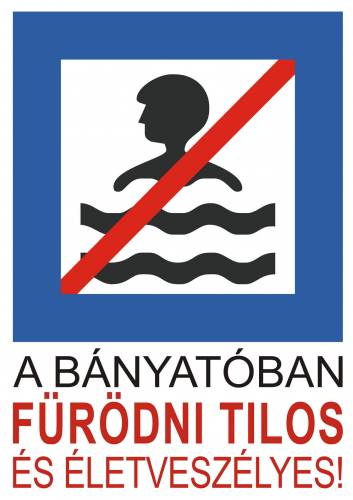 A BÁNYATÓBAN
FÜRÖDNI TILOS
ÉS ÉLETVESZÉLYES!